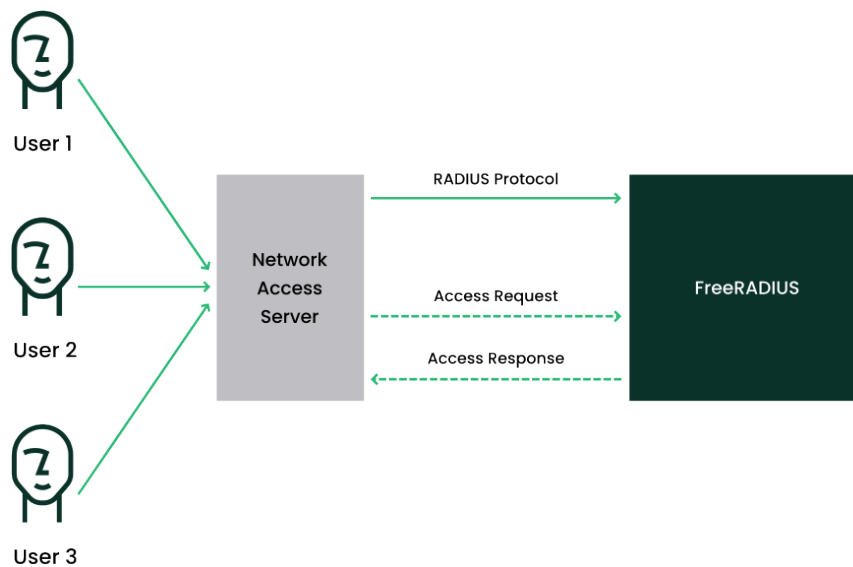 User 1
User 2
User 3
Network
Access
Server
RADIUS Protocol
Access Request
Access Response
FreeRADIUS